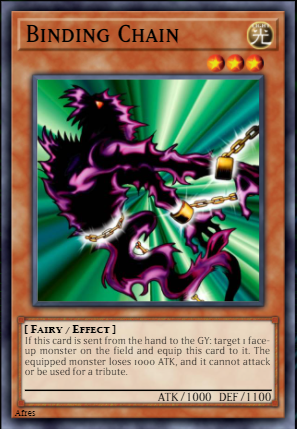 Binding Chain
光
[ Fairy / Effect ]
If this card is sent from the hand to the GY: target 1 face-
up monster on the field and equip this card to it. The
equipped monster loses 1000 ATK, and it cannot attack
or be used for a tribute.
ATK/1000 DEF/1100
Aftes